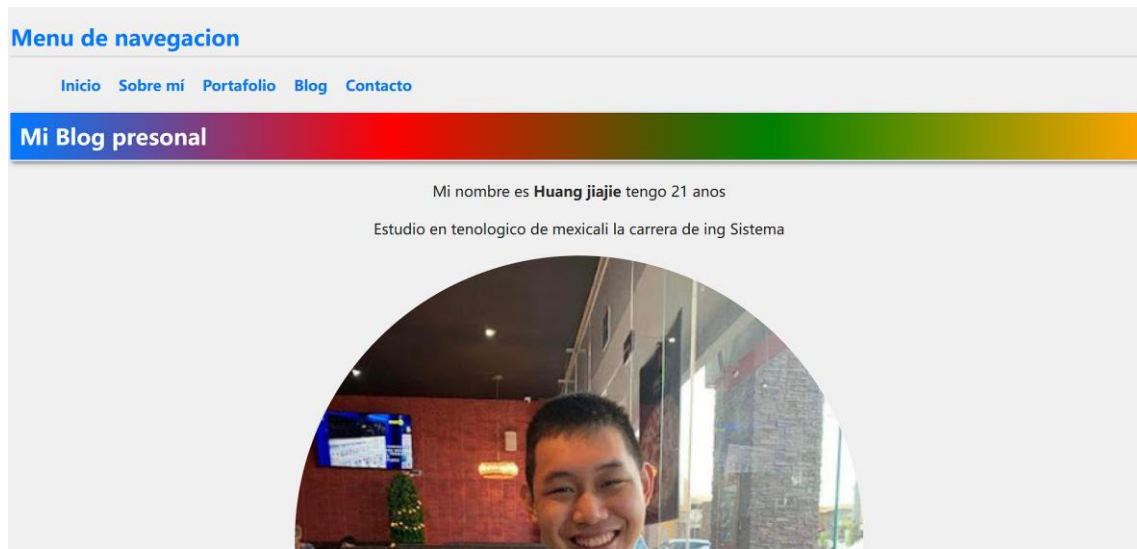 Menu de navegacion
Inicio Sobre mí Portafolio Blog Contacto
Mi Blog presonal
Mi nombre es Huang jiajie tengo 21 anos
Estudio en tenologico de mexicali la carrera de ing Sistema